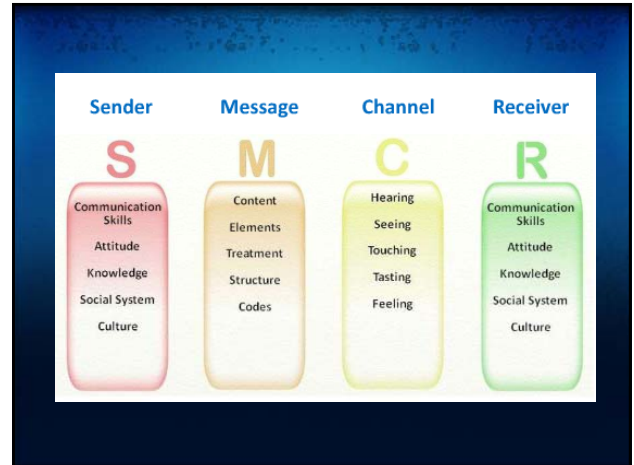 Sender
Message
Channel
Receiver
S
M
C
R
Communication
Skills
Attitude
Knowledge
Social System
Culture
Content
Elements
Treatment
Structure
Codes
Hearing
Seeing
Touching
Tasting
Feeling
Communication
Skills
Attitude
Knowledge
Social System
Culture